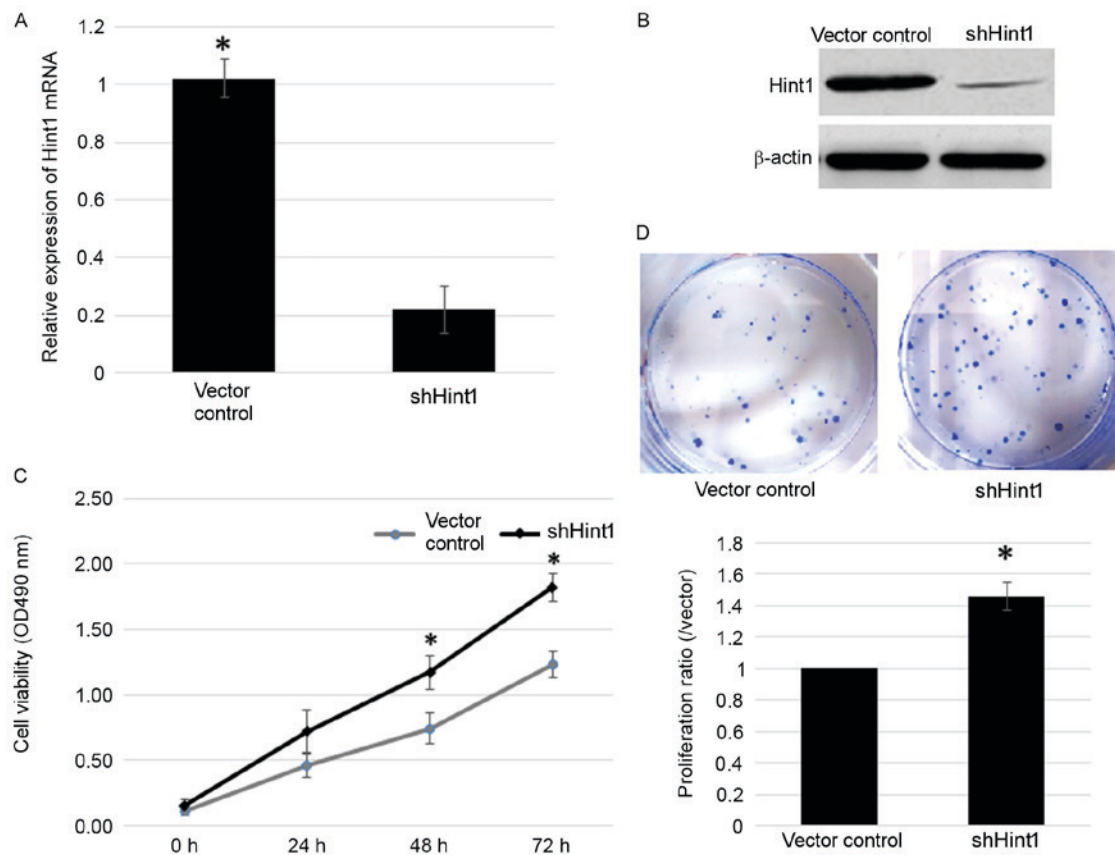 A
Relative expression of Hint1 mRNA
1.2
1
0.8
0.6
0.4
0.2
0
*
Vector
control
shHint1
B
Vector control
shHint1
Hint1
β-actin
C
Cell viability (OD490 nm)
2.50
2.00
1.50
1.00
0.50
0.00
Vector
control
shHint1
*
*
0 h
24 h
48 h
72 h
D
Vector control
shHint1
Proliferation ratio (/vector)
1.8
1.6
1.4
1.2
1
0.8
0.6
0.4
0.2
0
*
Vector control
shHint1